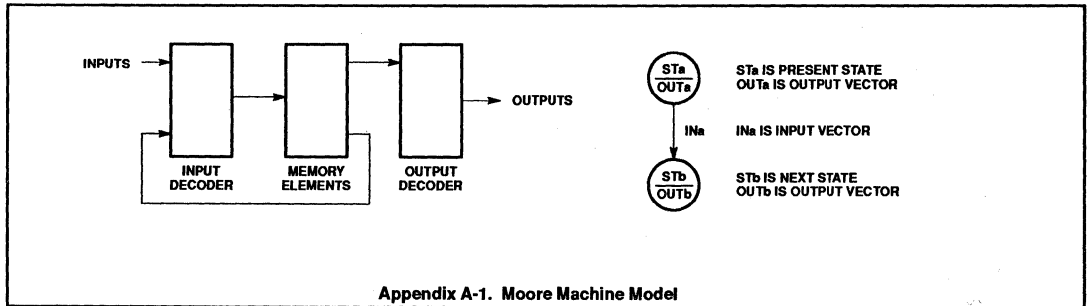 INPUTS
INPUT
DECODER
MEMORY
ELEMENTS
OUTPUT
DECODER
OUTPUTS
STa
OUTa
STa IS PRESENT STATE
OUTa IS OUTPUT VECTOR
INa
INa IS INPUT VECTOR
STb
OUTb
STb IS NEXT STATE
OUTb IS OUTPUT VECTOR
Appendix A-1. Moore Machine Model